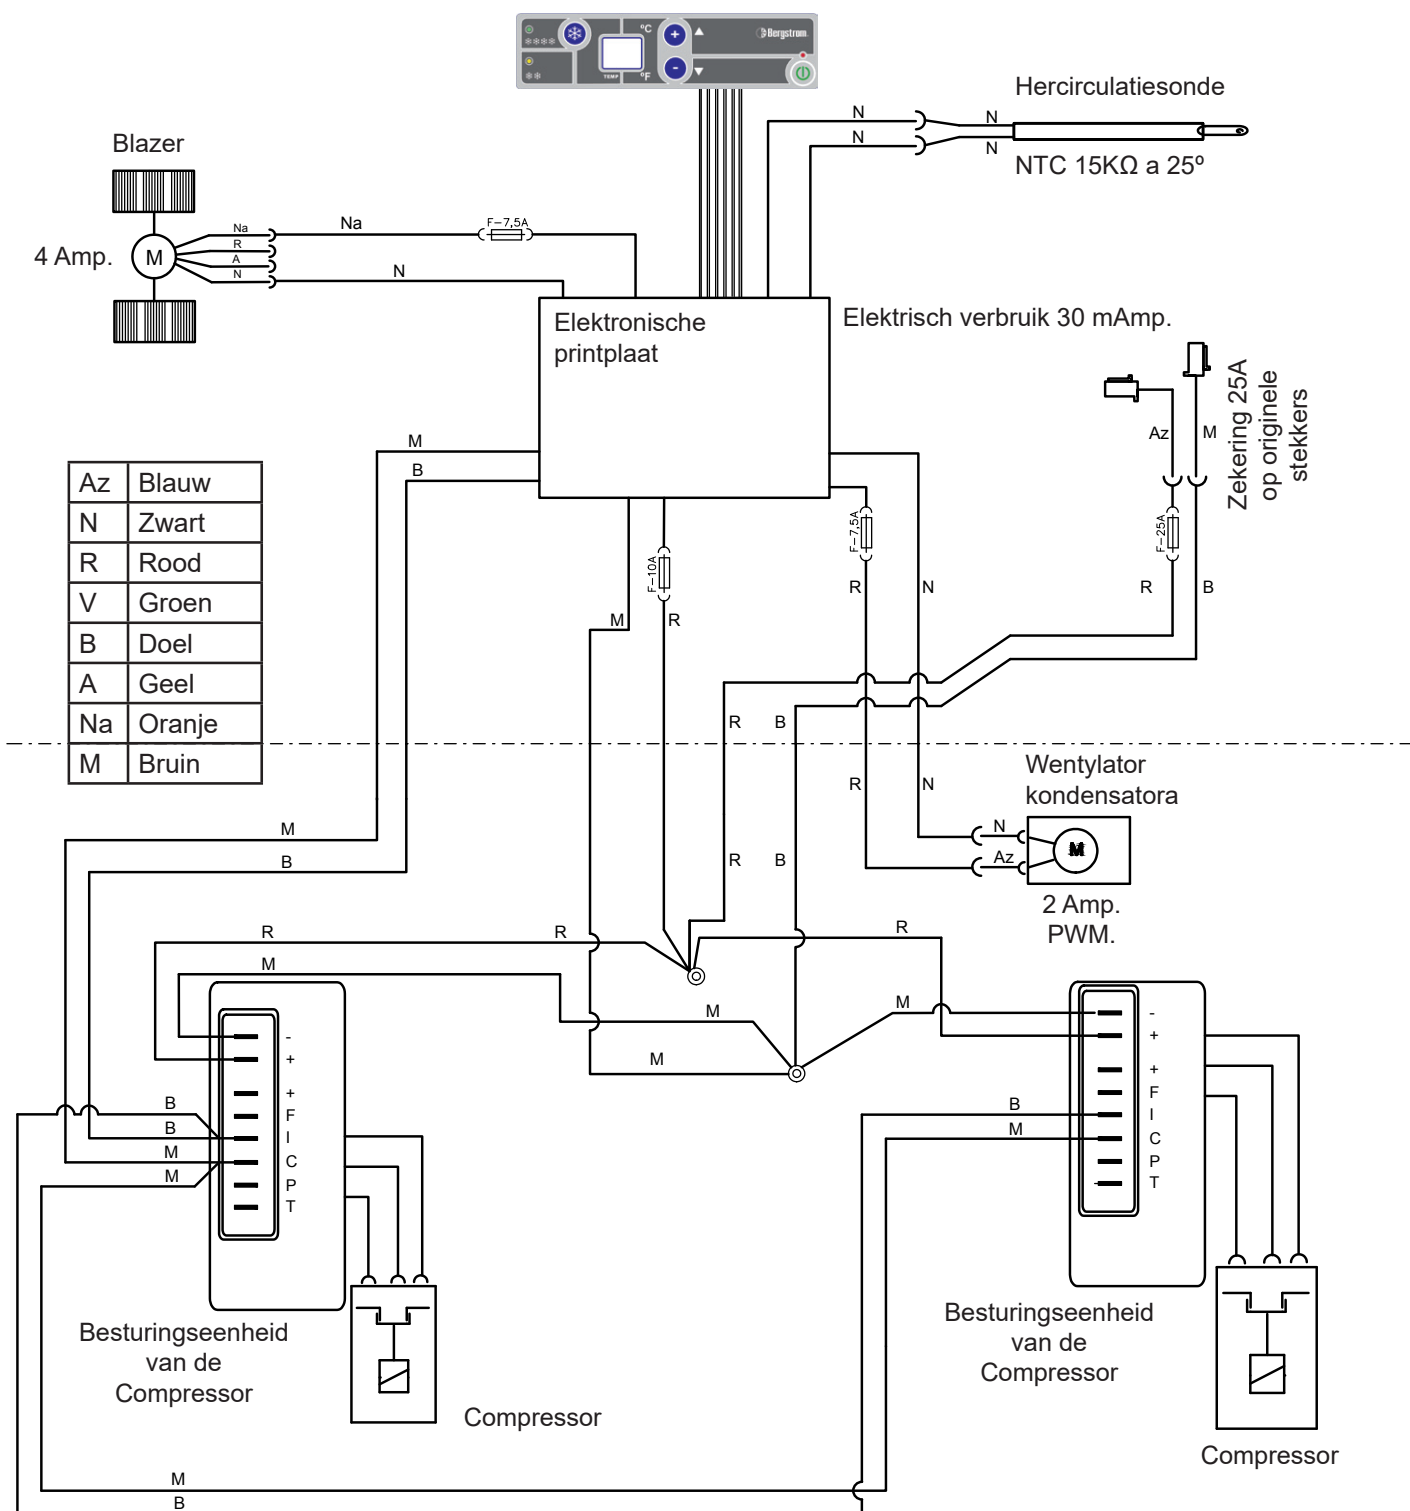 °C
Bergstrom
TEMP
°F
N
Hercirculatiesonde
N
N
N
NTC 15KΩ a 25º
Blazer
4 Amp.
M
Na
R
A
N
Na
F-7,5A
N
Elektronische
printplaat
Elektrisch verbruik 30 mAmp.
Az
M
Zekering 25A
op originele
stekkers
M
B
Az Blauw
N Zwart
R Rood
V Groen
B Doel
A Geel
Na Oranje
M Bruin
F-10A
F-7,5A
F-25A
M
R
R
N
R
B
R
B
R
N
Wentylator
kondensatora
M
B
R
B
N
Az
M
2 Amp.
PWM.
R
R
R
M
M
M
M
-
+
+
F
I
C
P
T
B
B
M
M
-
+
+
F
I
C
P
T
B
M
Besturingseenheid
van de
Compressor
Compressor
Besturingseenheid
van de
Compressor
Compressor
M
B